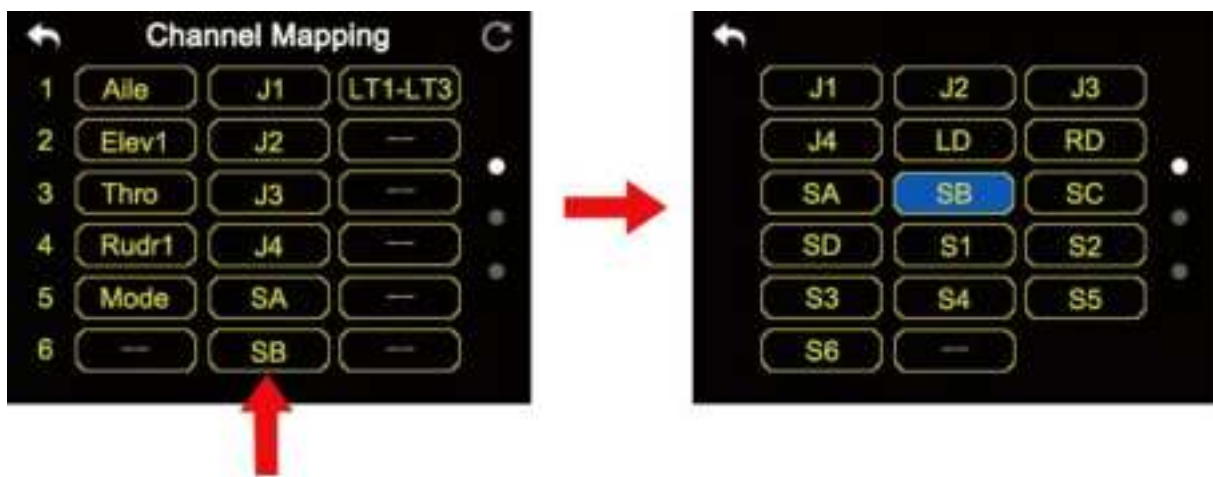 Channel Mapping
1 Aile J1 LT1-LT3
2 Elev1 J2 —
3 Thro J3 —
4 Rudr1 J4 —
5 Mode SA —
6 — SB —
J1 J2 J3
J4 LD RD
SA SB SC
SD S1 S2
S3 S4 S5
S6 —